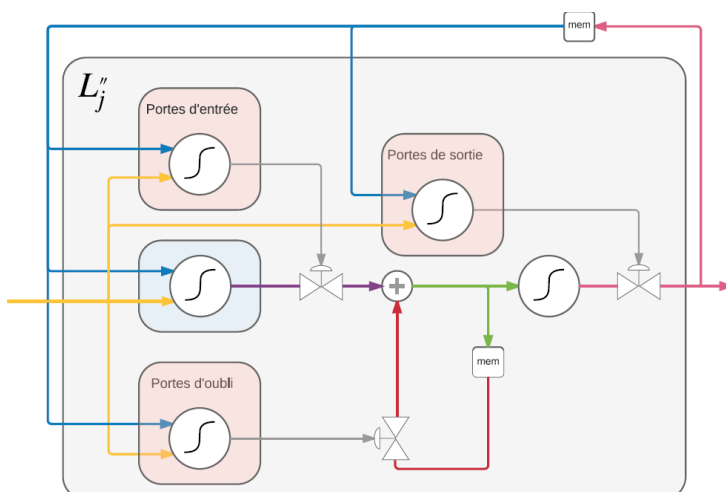 mem
L″j
Portes d'entrée
Portes de sortie
mem
Portes d'oubli